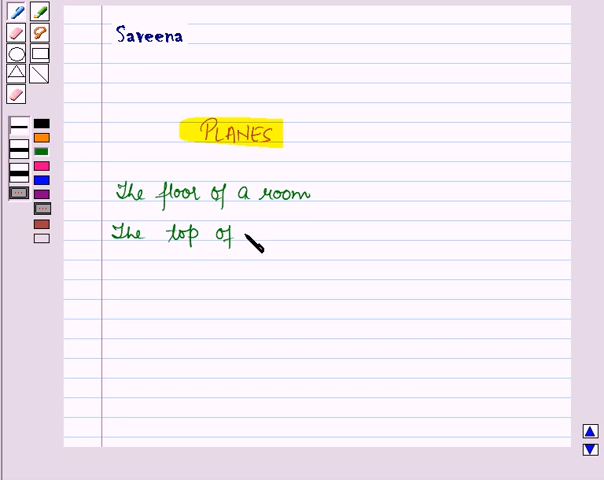 Saveena
PLANES
The floor of a room
The top of